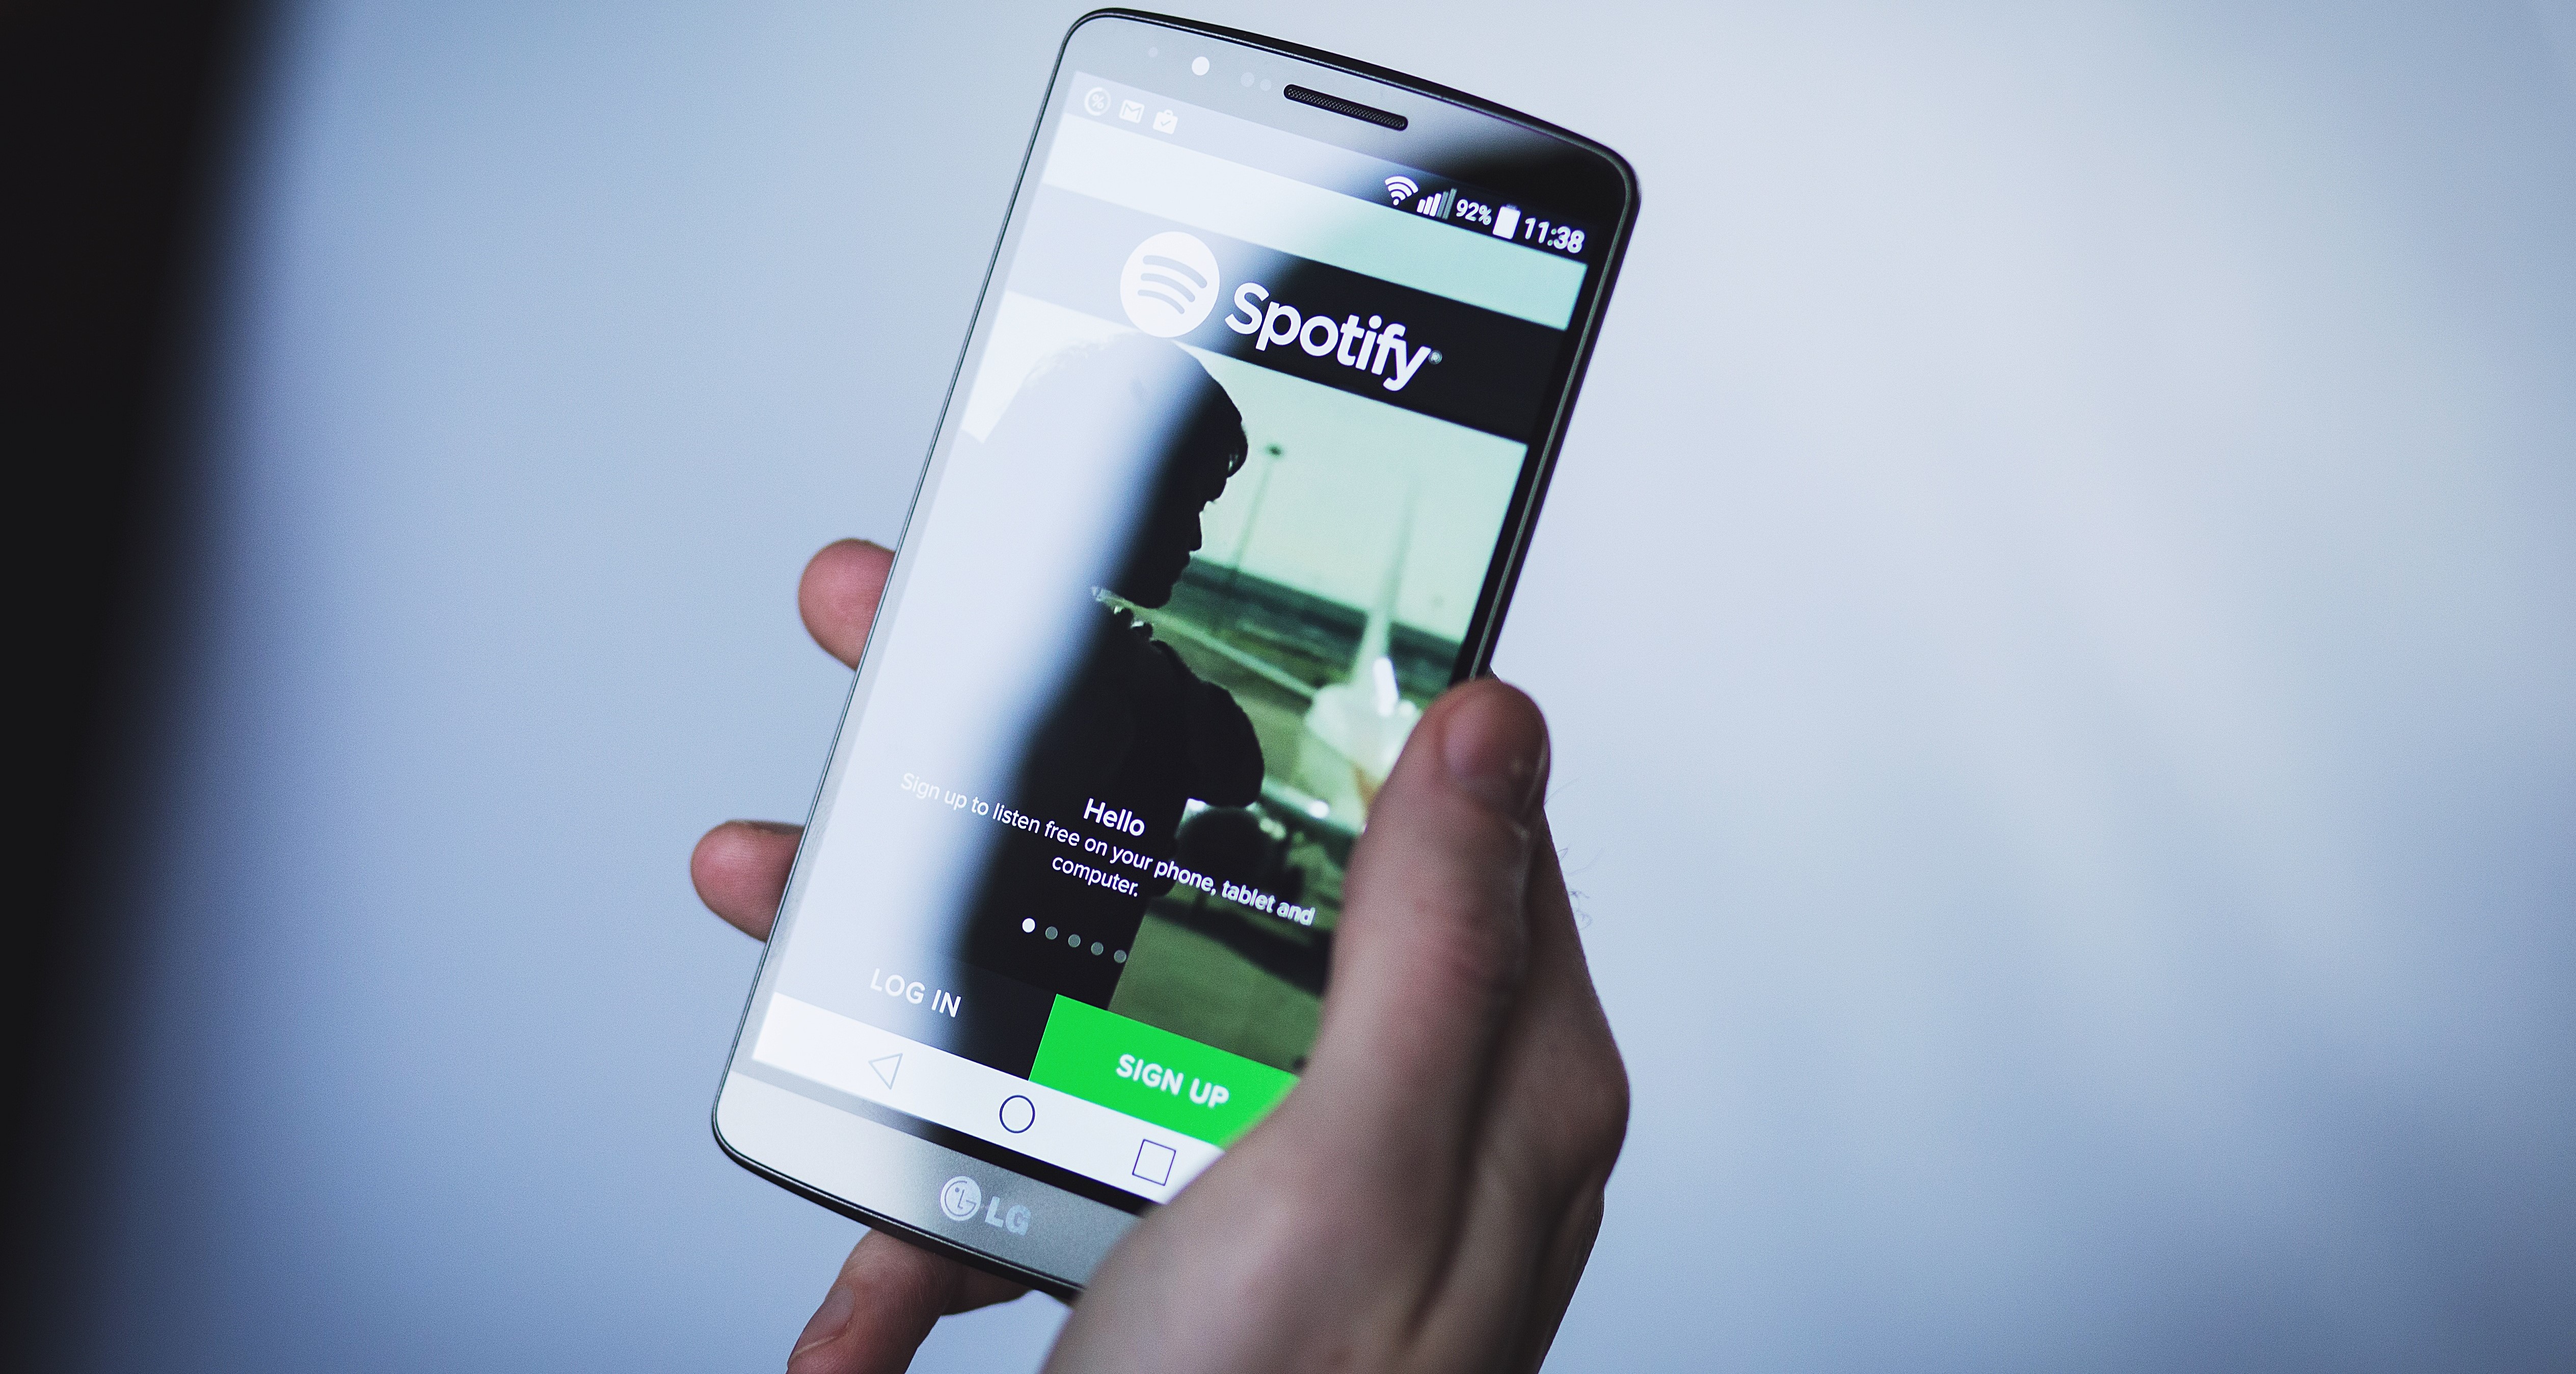 92% 11:38
Spotify®
Hello
Sign up to listen free on your phone, tablet and
computer.
LOG IN
SIGN UP
LG